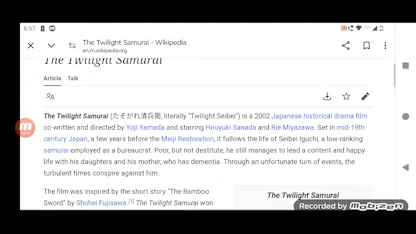 6:57
The Twilight Samurai - Wikipedia
en.m.wikipedia.org
The Twilight Samurai
Article Talk
The Twilight Samurai (たそがれ清兵衛, literally "Twilight Seibei") is a 2002 Japanese historical drama film
co-written and directed by Yoji Yamada and starring Hiroyuki Sanada and Rie Miyazawa. Set in mid-19th
century Japan, a few years before the Meiji Restoration, it follows the life of Seibei Iguchi, a low-ranking
samurai employed as a bureaucrat. Poor, but not destitute, he still manages to lead a content and happy
life with his daughters and his mother, who has dementia. Through an unfortunate turn of events, the
turbulent times conspire against him.
The film was inspired by the short story "The Bamboo
Sword" by Shuhei Fujisawa.[1] The Twilight Samurai won
The Twilight Samurai
Recorded by mobizen